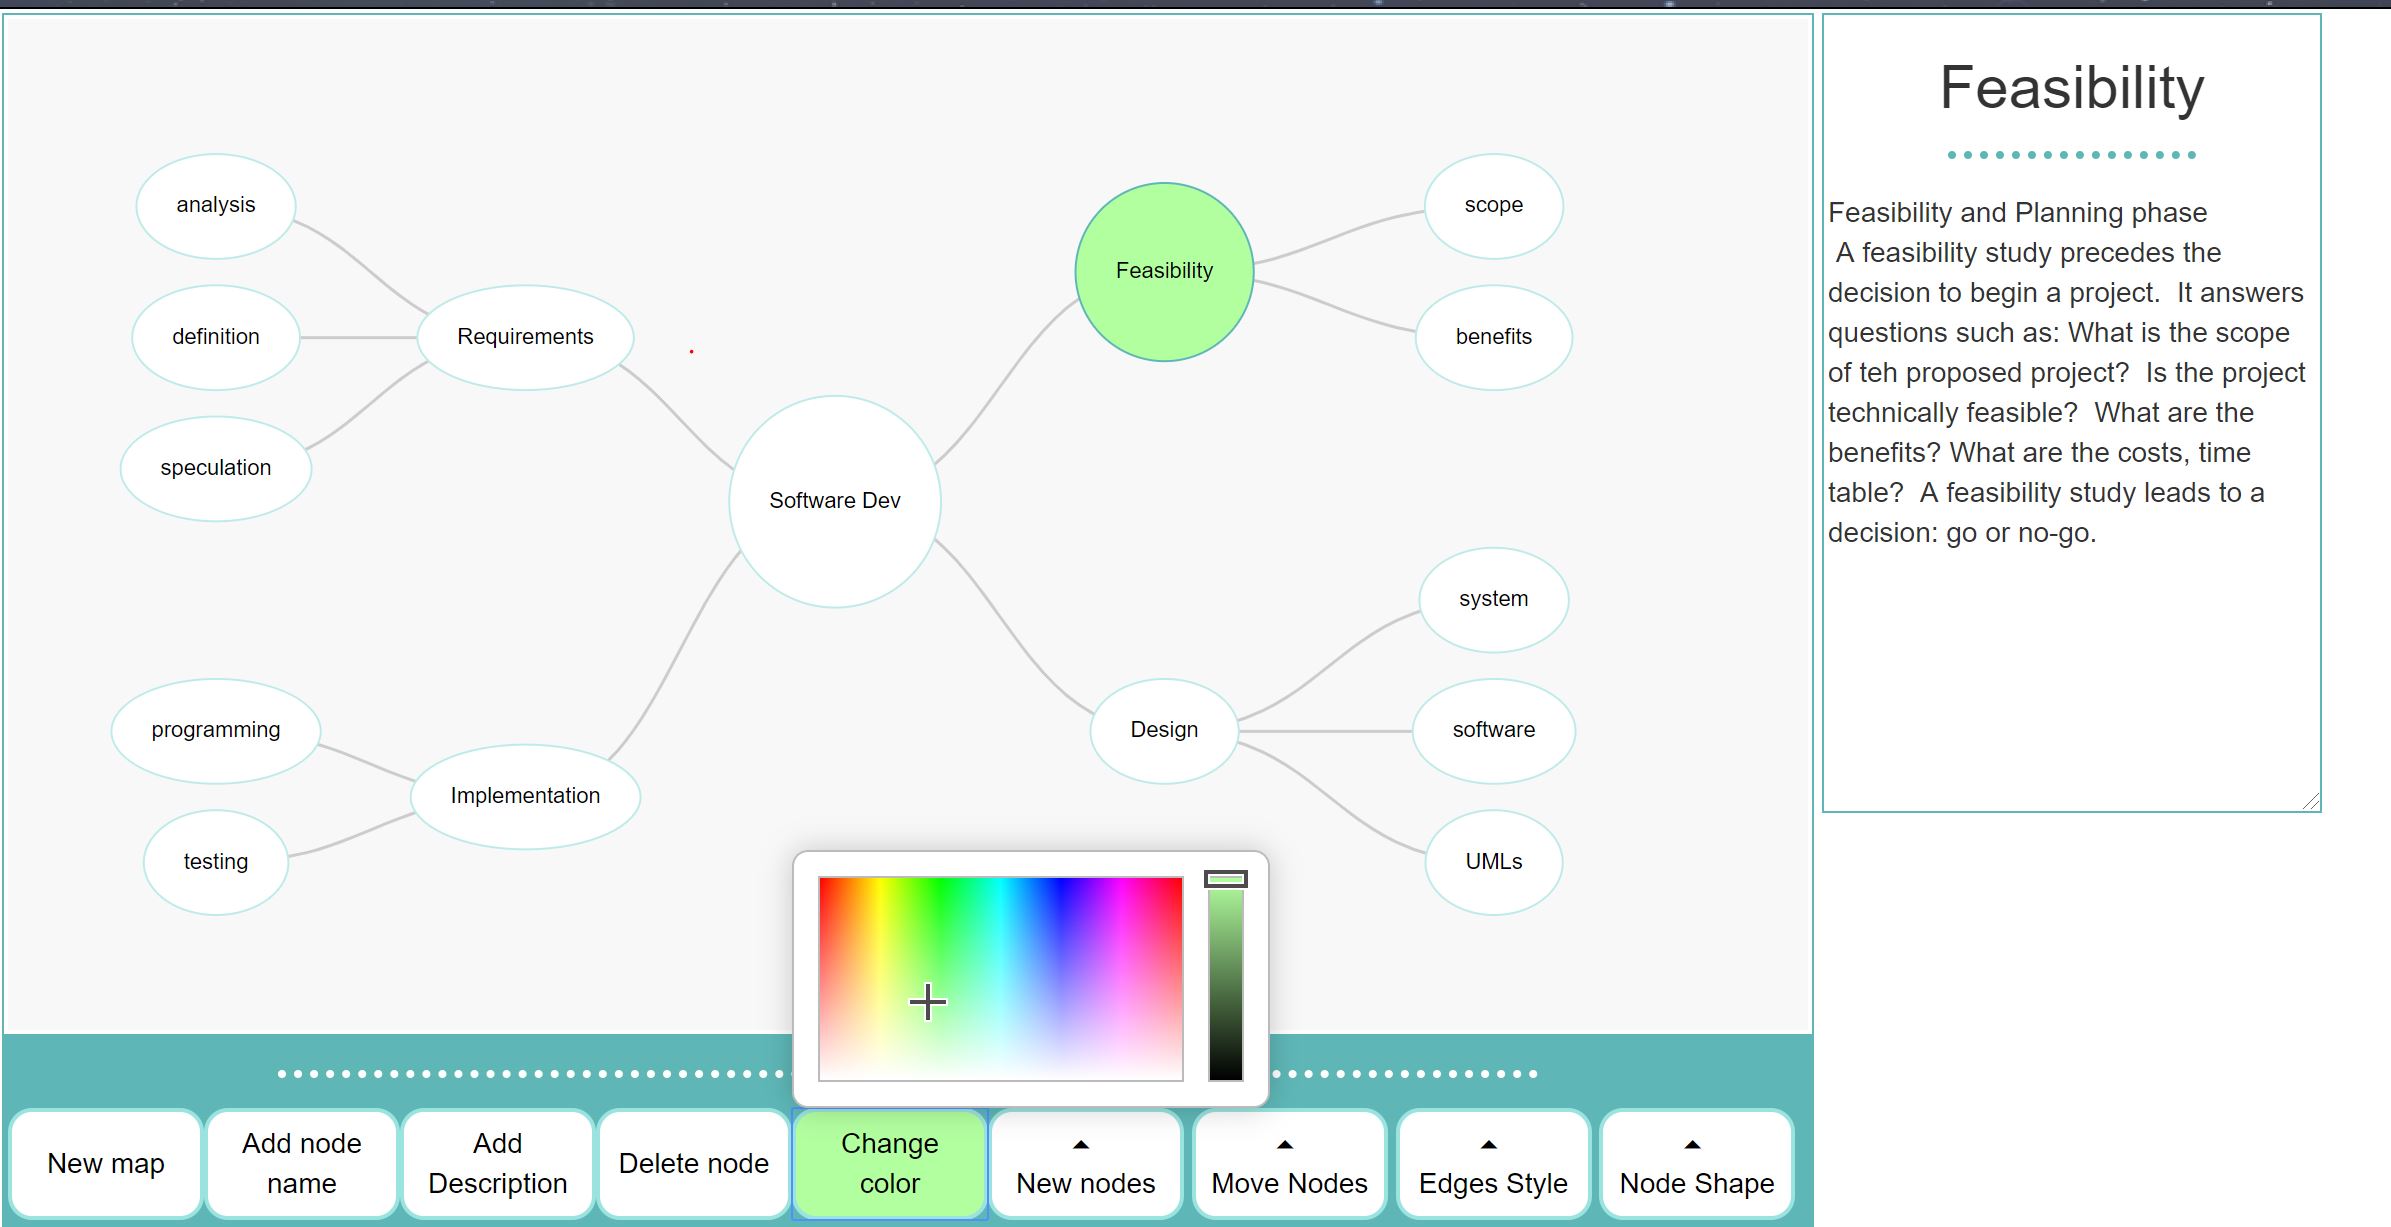 Feasibility
Feasibility and Planning phase
A feasibility study precedes the
decision to begin a project.  It answers
questions such as: What is the scope
of teh proposed project?  Is the project
technically feasible?  What are the
benefits? What are the costs, time
table?  A feasibility study leads to a
decision: go or no-go.
analysis
definition
speculation
Requirements
programming
testing
Implementation
Software Dev
Feasibility
scope
benefits
Design
system
software
UMLs
New map
Add node
name
Add
Description
Delete node
Change
color
New nodes
Move Nodes
Edges Style
Node Shape